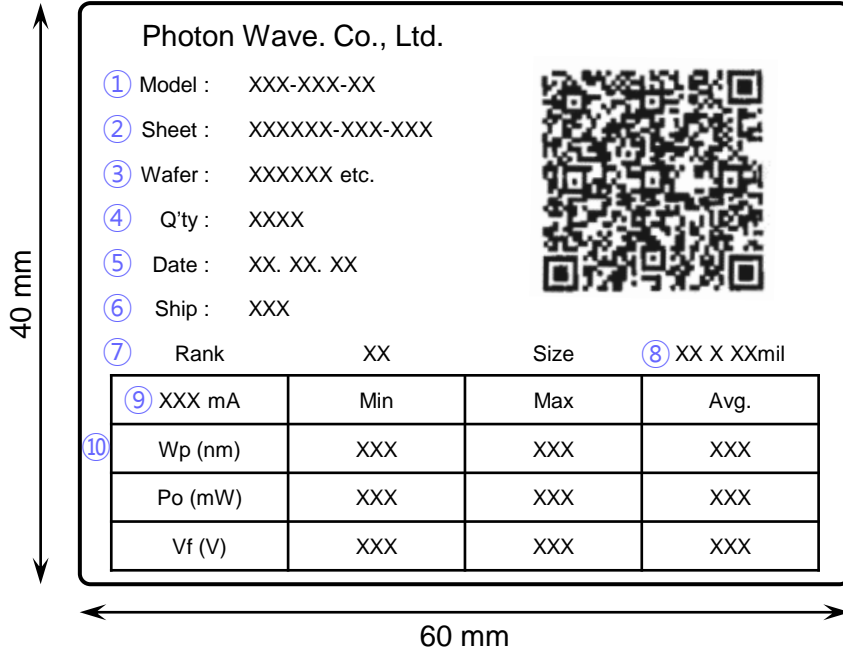 Photon Wave. Co., Ltd.
① Model : XXX-XXX-XX
② Sheet : XXXXXX-XXX-XXX
③ Wafer : XXXXXX etc.
④ Q'ty : XXXX
⑤ Date : XX. XX. XX
⑥ Ship : XXX
⑦ Rank XX Size ⑧ XX X XXmil
⑨ XXX mA Min Max Avg.
⑩ Wp (nm) XXX XXX XXX
Po (mW) XXX XXX XXX
Vf (V) XXX XXX XXX
40 mm
60 mm